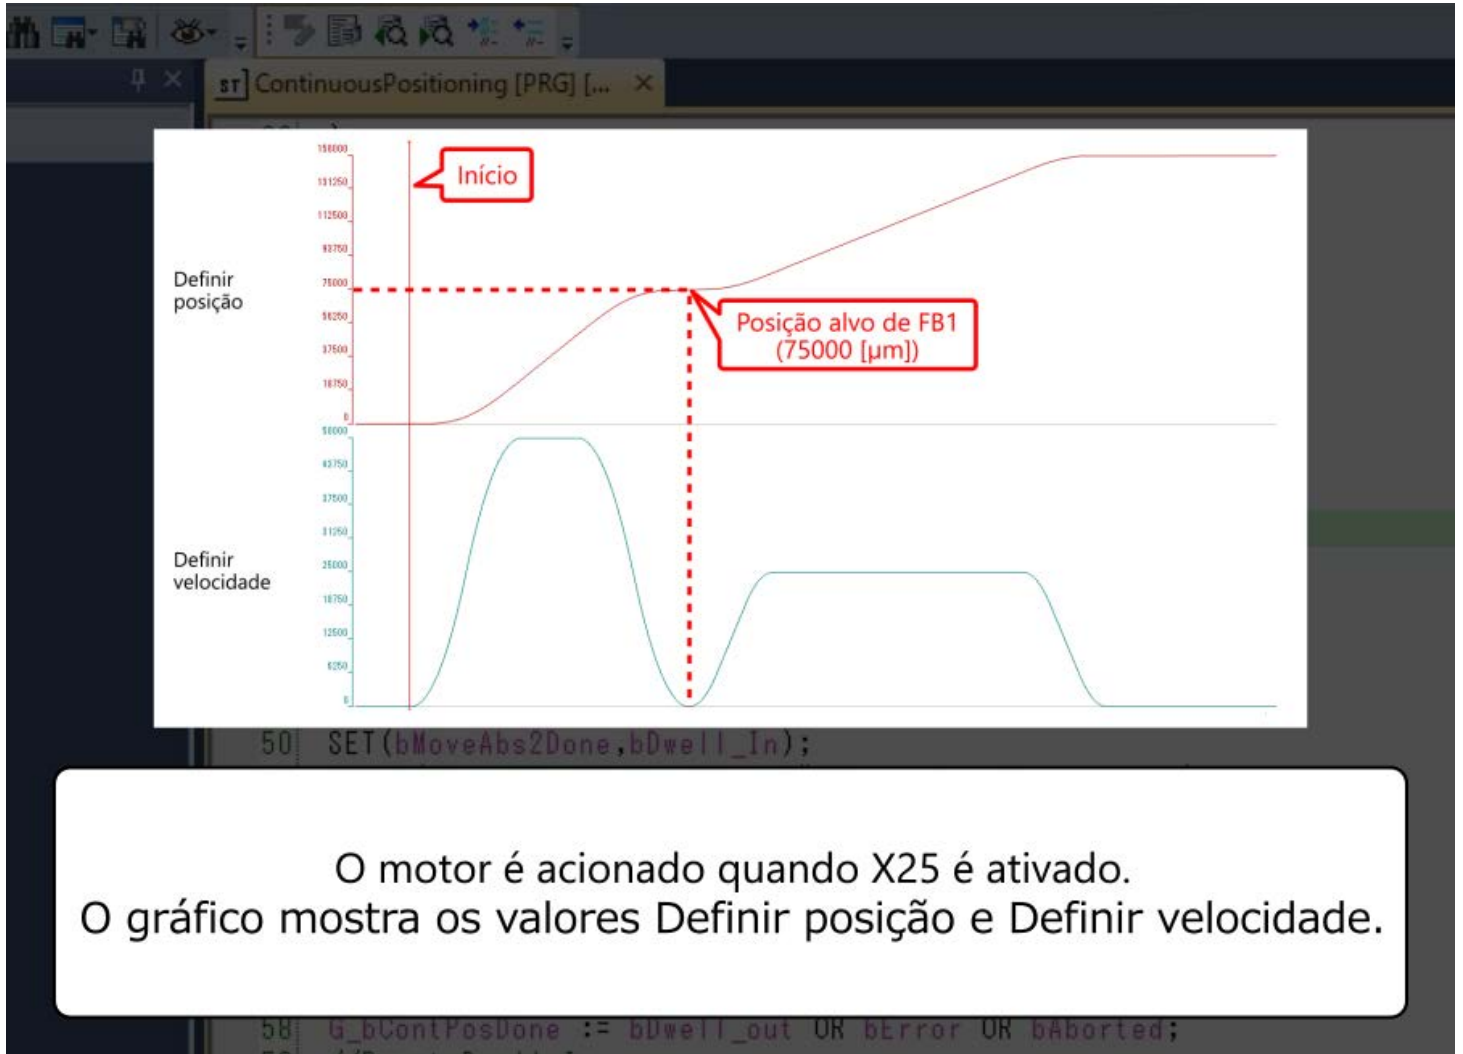 ST ContinuousPositioning [PRG] [...
Início
Definir
posição
150000
131250
112500
93750
75000
56250
37500
18750
0
Posição alvo de FB1
(75000 [µm])
Definir
velocidade
50000
43750
37500
31250
25000
18750
12500
6250
0
50 SET(bMoveAbs2Done,bDwell_In);
O motor é acionado quando X25 é ativado.
O gráfico mostra os valores Definir posição e Definir velocidade.
58 G_bContPosDone := bDwell_out OR bError OR bAborted;